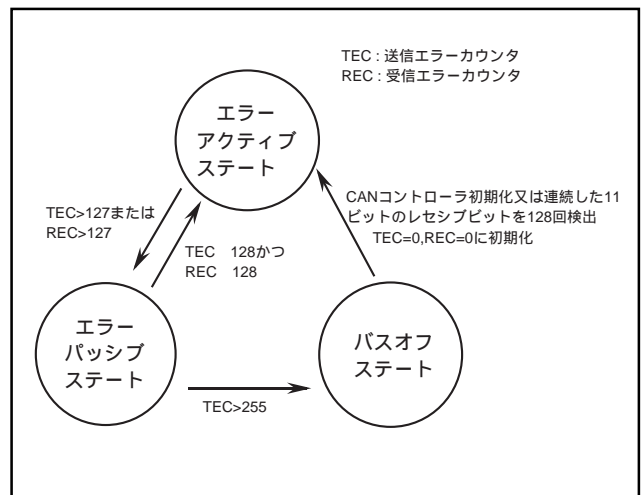 TEC : 送信エラーカウンタ
REC : 受信エラーカウンタ
エラー
アクティブ
ステート
CANコントローラ初期化又は連続した11
ビットのレセシブビットを128回検出
TEC=0,REC=0に初期化
TEC>127または
REC>127
TEC　128かつ
REC　128
エラー
パッシブ
ステート
バスオフ
ステート
TEC>255